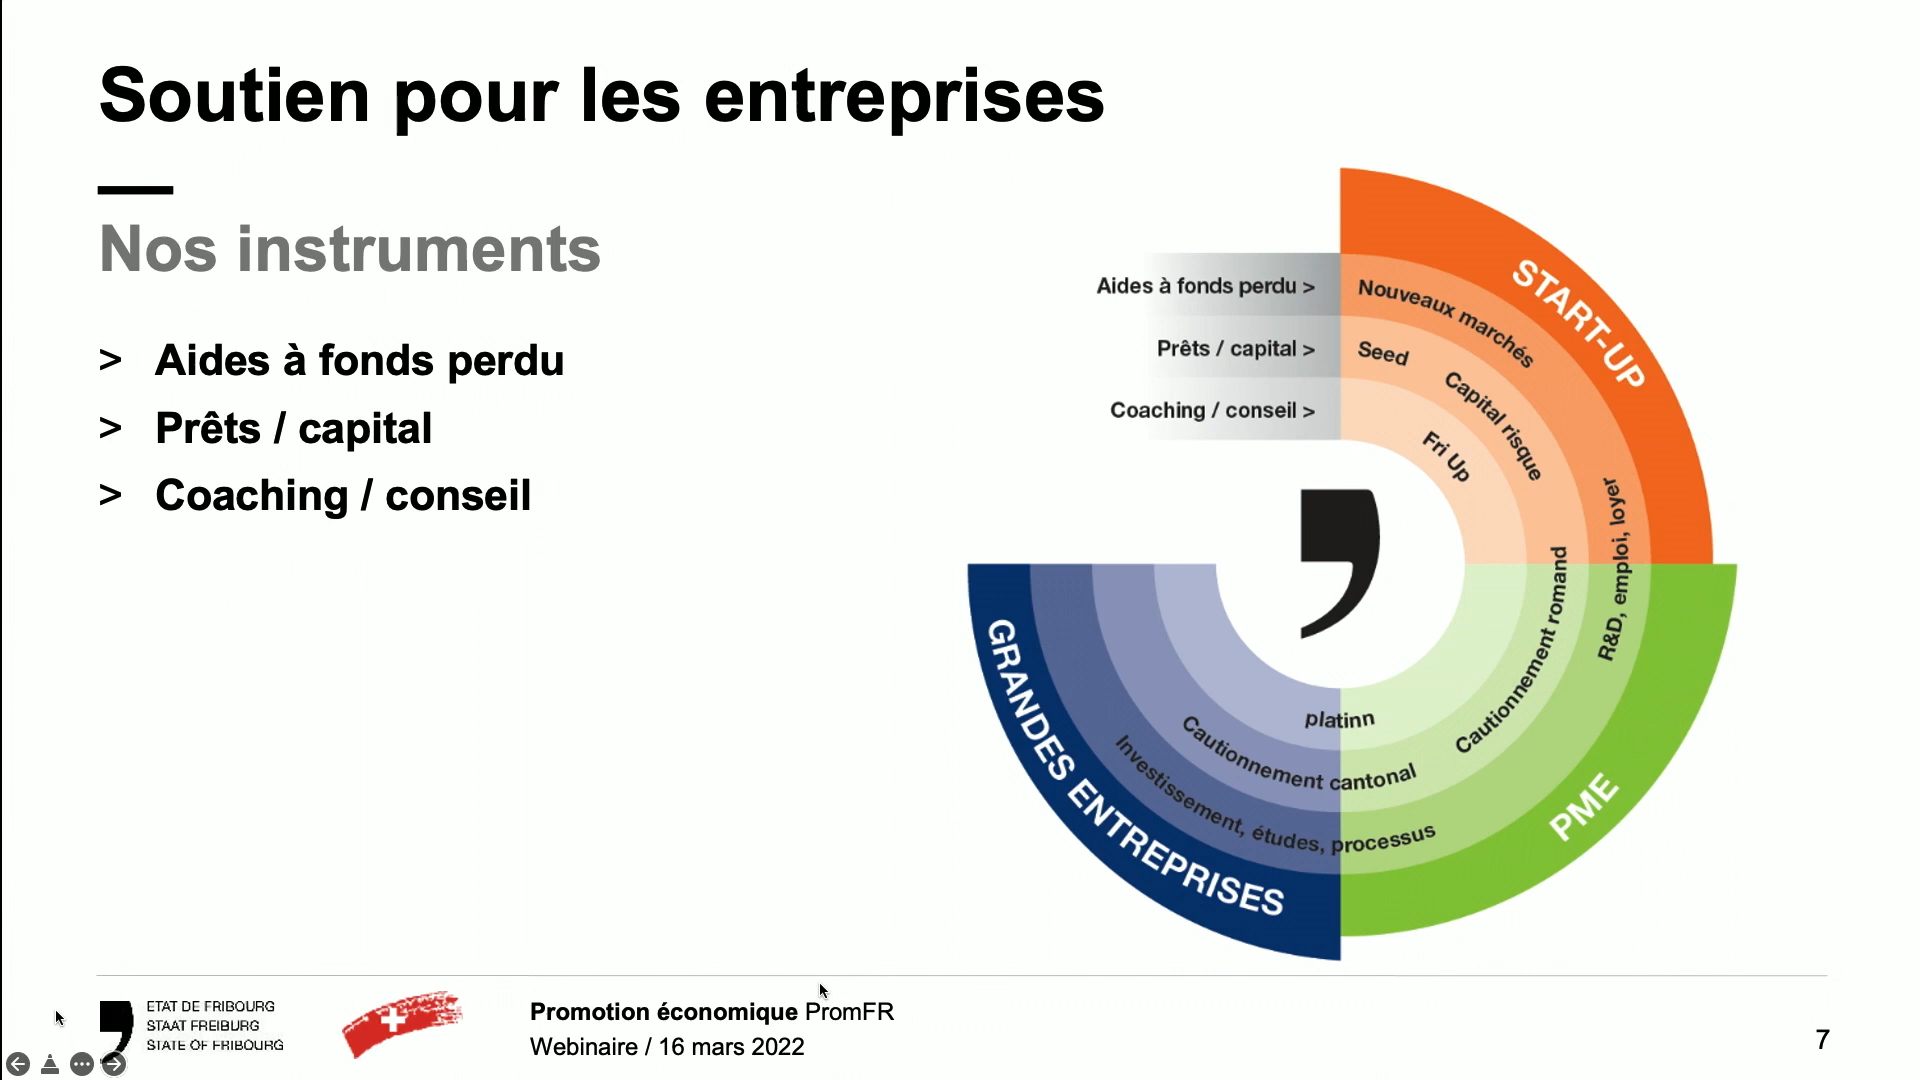 Soutien pour les entreprises
Nos instruments
> Aides à fonds perdu
> Prêts / capital
> Coaching / conseil
Aides à fonds perdu >
Prêts / capital >
Coaching / conseil >
START-UP
Nouveaux marchés
Seed
Capital risque
Fri Up
R&D, emploi, loyer
Cautionnement romand
PME
platinn
Cautionnement cantonal
Investissement, études, processus
GRANDES ENTREPRISES
ETAT DE FRIBOURG
STAAT FREIBURG
STATE OF FRIBOURG
Promotion économique PromFR
Webinaire / 16 mars 2022
7